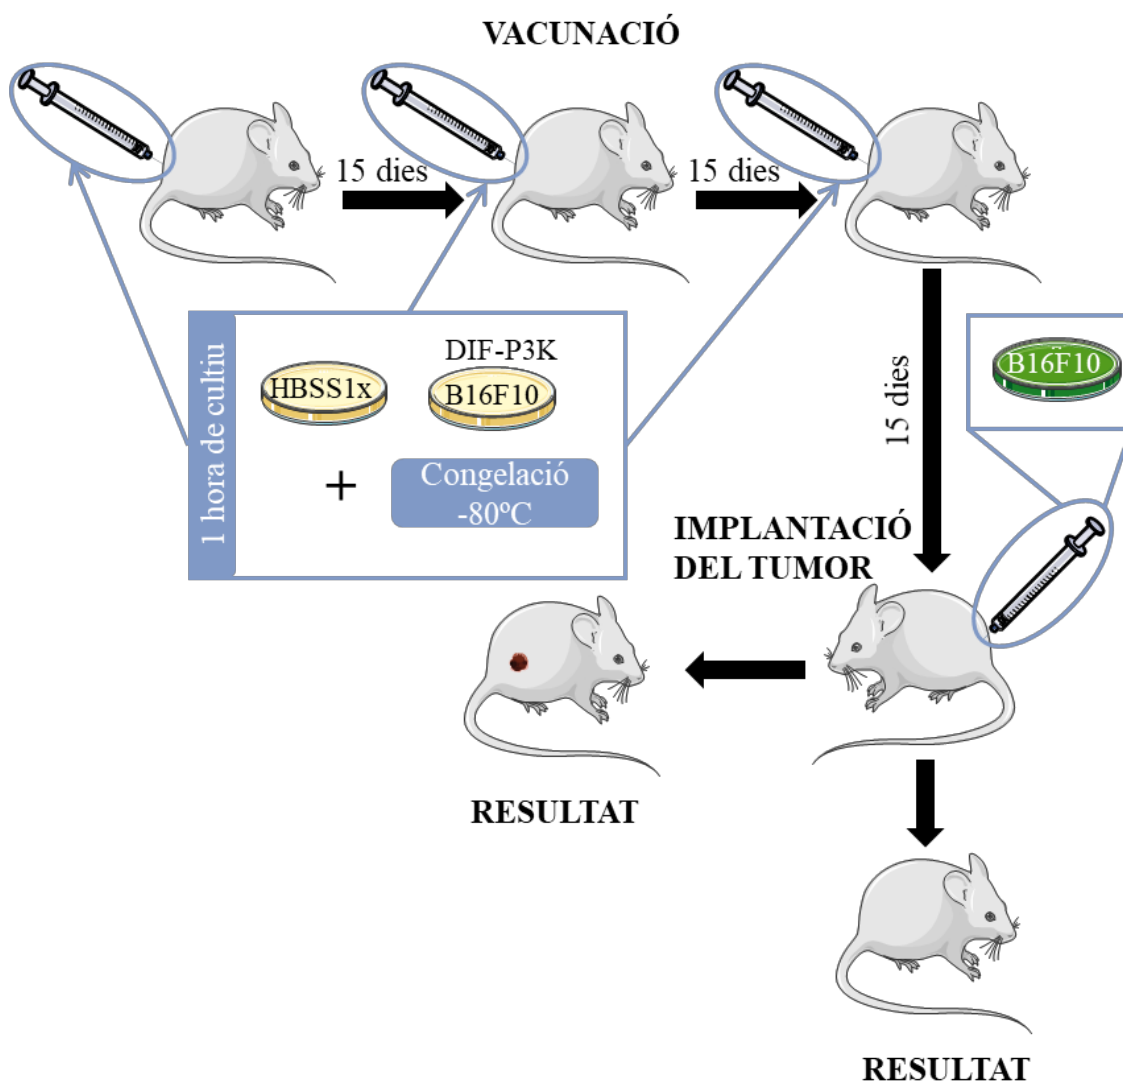 VACUNACIÓ
15 dies
15 dies
1 hora de cultiu
HBSS1x
DIF-P3K
B16F10
+
Congelació
-80ºC
15 dies
B16F10
IMPLANTACIÓ
DEL TUMOR
RESULTAT
RESULTAT